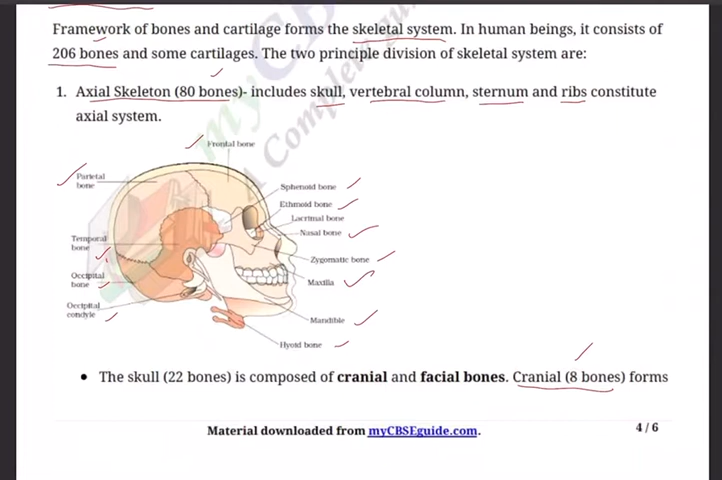 Framework of bones and cartilage forms the skeletal system. In human beings, it consists of
206 bones and some cartilages. The two principle division of skeletal system are:
1. Axial Skeleton (80 bones)- includes skull, vertebral column, sternum and ribs constitute
axial system.
Frontal bone
Parietal
bone
Sphenoid bone
Ethmoid bone
Lacrimal bone
Nasal bone
Temporal
bone
Zygomatic bone
Occipital
bone
Maxilla
Occipital
condyle
Mandible
Hyoid bone
• The skull (22 bones) is composed of cranial and facial bones. Cranial (8 bones) forms
Material downloaded from myCBSEguide.com.
4 / 6